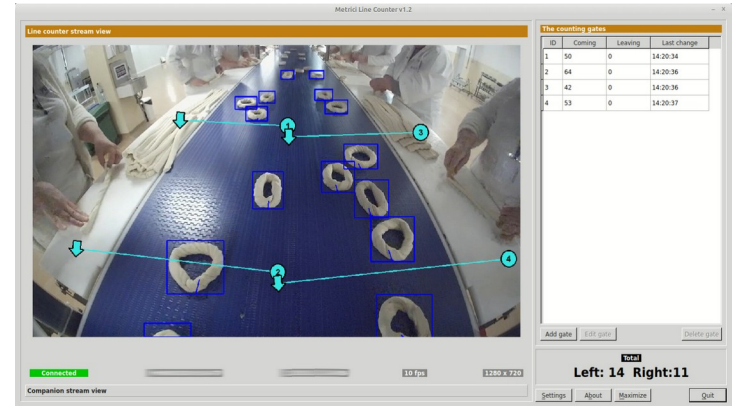 Metrici Line Counter v1.2
Line counter stream view
1
3
2
4
Connected
10 fps
1280 x 720
Companion stream view
The counting gates
ID Coming Leaving Last change
1 50 0 14:20:34
2 64 0 14:20:36
3 42 0 14:20:36
4 53 0 14:20:37
Add gate Edit gate Delete gate
Total
Left: 14 Right:11
Settings About Maximize Quit